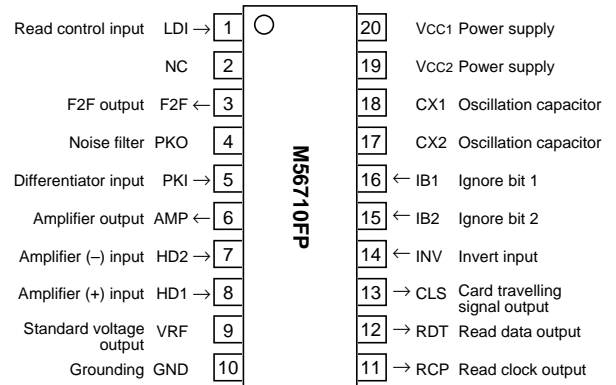 Read control input LDI → 1
NC 2
F2F output F2F ← 3
Noise filter PKO 4
Differentiator input PKI → 5
Amplifier output AMP ← 6
Amplifier (–) input HD2 → 7
Amplifier (+) input HD1 → 8
Standard voltage
output VRF 9
Grounding GND 10
M56710FP
20 VCC1 Power supply
19 VCC2 Power supply
18 CX1 Oscillation capacitor
17 CX2 Oscillation capacitor
16 ← IB1 Ignore bit 1
15 ← IB2 Ignore bit 2
14 ← INV Invert input
13 → CLS Card travelling
signal output
12 → RDT Read data output
11 → RCP Read clock output